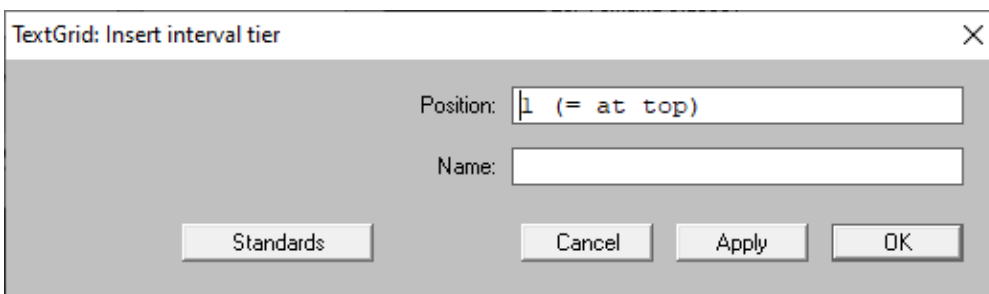 TextGrid: Insert interval tier
Position: 1 (= at top)
Name:
Standards Cancel Apply OK